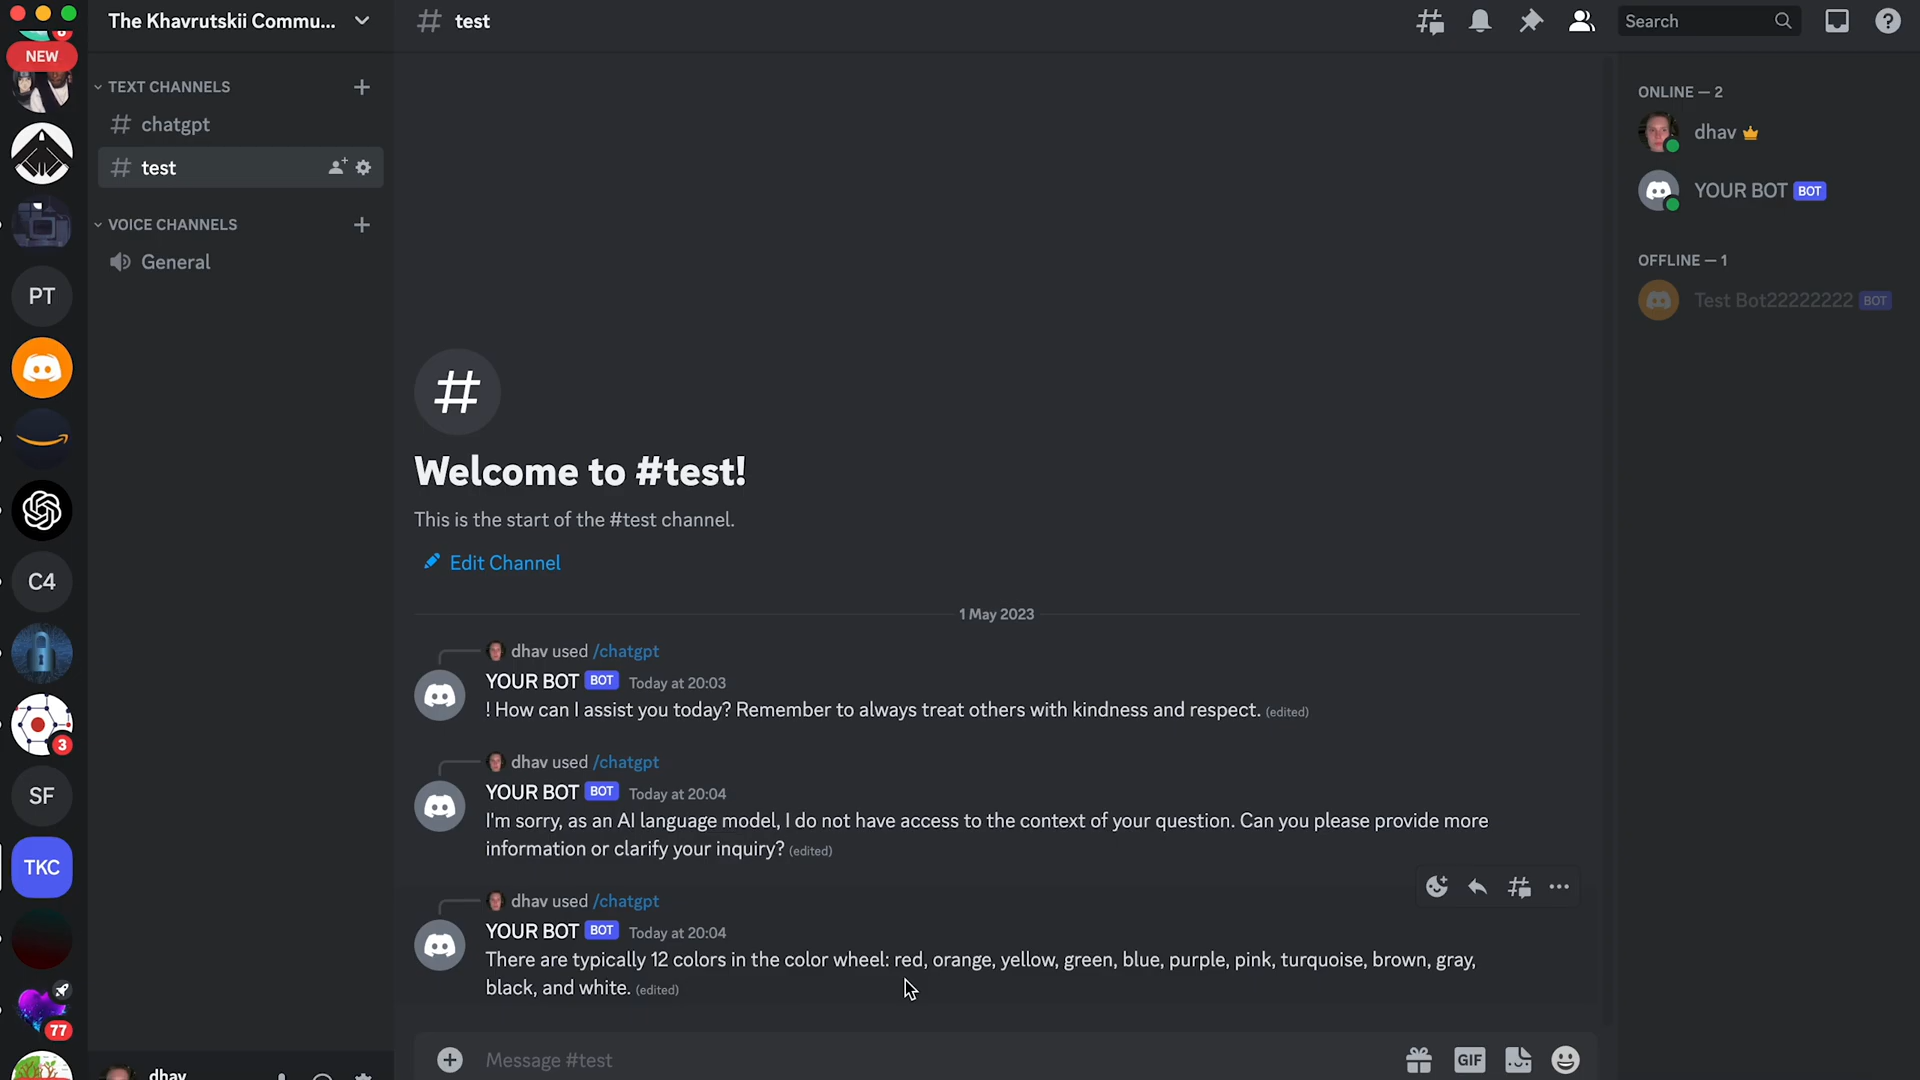 NEW
PT
C4
3
SF
TKC
77
The Khavrutskii Commu...
TEXT CHANNELS
chatgpt
test
VOICE CHANNELS
General
dhav
# test
Search
Welcome to #test!
This is the start of the #test channel.
Edit Channel
1 May 2023
dhav used /chatgpt
YOUR BOT BOT Today at 20:03
! How can I assist you today? Remember to always treat others with kindness and respect. (edited)
dhav used /chatgpt
YOUR BOT BOT Today at 20:04
I'm sorry, as an AI language model, I do not have access to the context of your question. Can you please provide more
information or clarify your inquiry? (edited)
dhav used /chatgpt
YOUR BOT BOT Today at 20:04
There are typically 12 colors in the color wheel: red, orange, yellow, green, blue, purple, pink, turquoise, brown, gray,
black, and white. (edited)
Message #test
GIF
ONLINE — 2
dhav
YOUR BOT BOT
OFFLINE — 1
Test Bot22222222 BOT